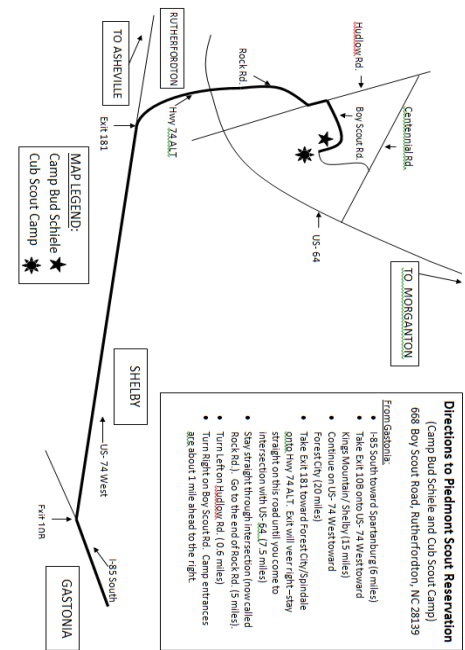 Directions to Piedmont Scout Reservation
(Camp Bud Schiele and Cub Scout Camp)
668 Boy Scout Road, Rutherfordton, NC 28139
From Gastonia:
• I-85 South toward Spartanburg (6 miles)
• Take Exit 10B onto US- 74 West toward
Kings Mountain/ Shelby (15 miles)
• Continue on US- 74 West toward
Forest City (20 miles)
• Take Exit 181 toward Forest City/Spindale
onto Hwy 74 ALT. Exit will veer right – stay
straight on this road until you come to
intersection with US- 64 (7.5 miles)
• Stay straight through intersection (now called
Rock Rd.). Go to the end of Rock Rd. (5 miles).
• Turn Left on Hudlow Rd. (0.6 miles)
• Turn Right on Boy Scout Rd. Camp entrances
are about 1 mile ahead to the right.
TO MORGANTON
Centennial Rd.
Hudlow Rd
Boy Scout Rd.
US- 64
Rock Rd.
RUTHERFORDTON
Hwy 74 ALT
TO ASHEVILLE
Exit 181
MAP LEGEND:
Camp Bud Schiele
Cub Scout Camp
SHELBY
US- 74 West
I-85 South
Exit 10B
GASTONIA